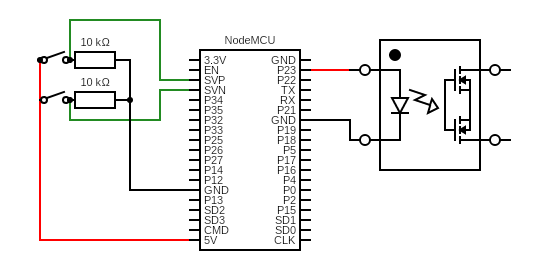 NodeMCU
10 kΩ
10 kΩ
3.3V
EN
SVP
SVN
P34
P35
P32
P33
P25
P26
P27
P14
P12
GND
P13
SD2
SD3
CMD
5V
GND
P23
P22
TX
RX
P21
GND
P19
P18
P5
P17
P16
P4
P0
P2
P15
SD1
SD0
CLK